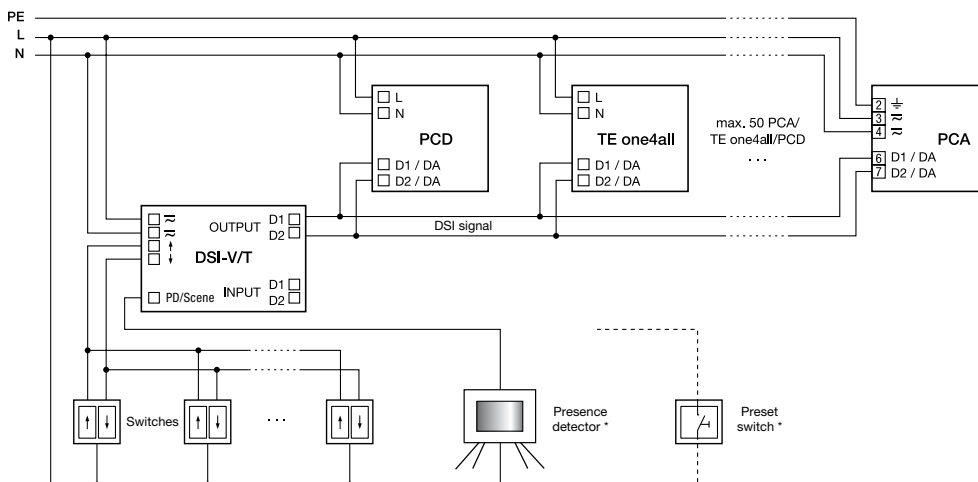 PE
L
N
L
N
PCD
D1 / DA
D2 / DA
L
N
TE one4all
D1 / DA
D2 / DA
max. 50 PCA/
TE one4all/PCD
. . .
2
3
4
PCA
6 D1 / DA
7 D2 / DA
OUTPUT D1
D2
DSI-V/T
INPUT D1
D2
PD/Scene
DSI signal
Switches
. . .
Presence
detector *
Preset
switch *